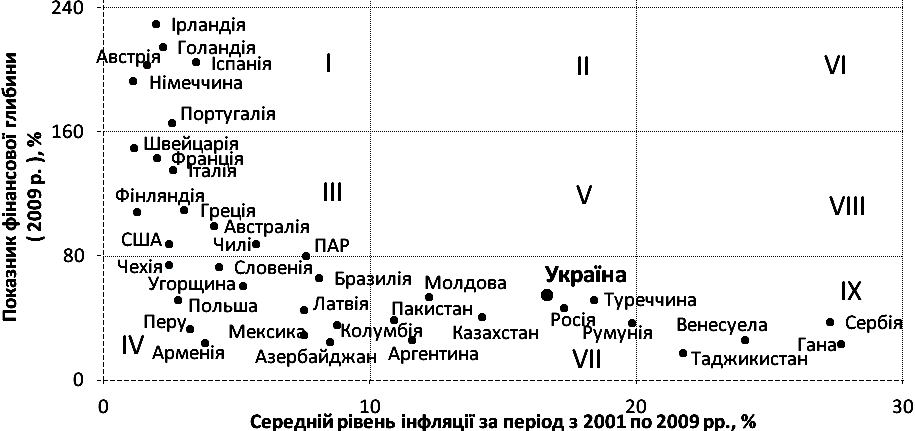 240
Ірландія
Голандія
Австрія
Іспанія
I
II
VI
Німеччина
Португалія
160
Швейцарія
Франція
Італія
Фінляндія
III
V
VIII
Греція
Австралія
США
Чилі
ПАР
80
Чехія
Словенія
Бразилія
Молдова
Україна
Угорщина
Польша
Латвія
Пакистан
Туреччина
IX
Перу
Мексика
Колумбія
Казахстан
Росія
Румунія
Венесуела
Сербія
IV
Вірменія
Азербайджан
Аргентина
VII
Таджикистан
Гана
0
0
10
20
30
Середній рівень інфляції за період з 2001 по 2009 рр., %
Показник фінансової глибини
( 2009 р. ), %